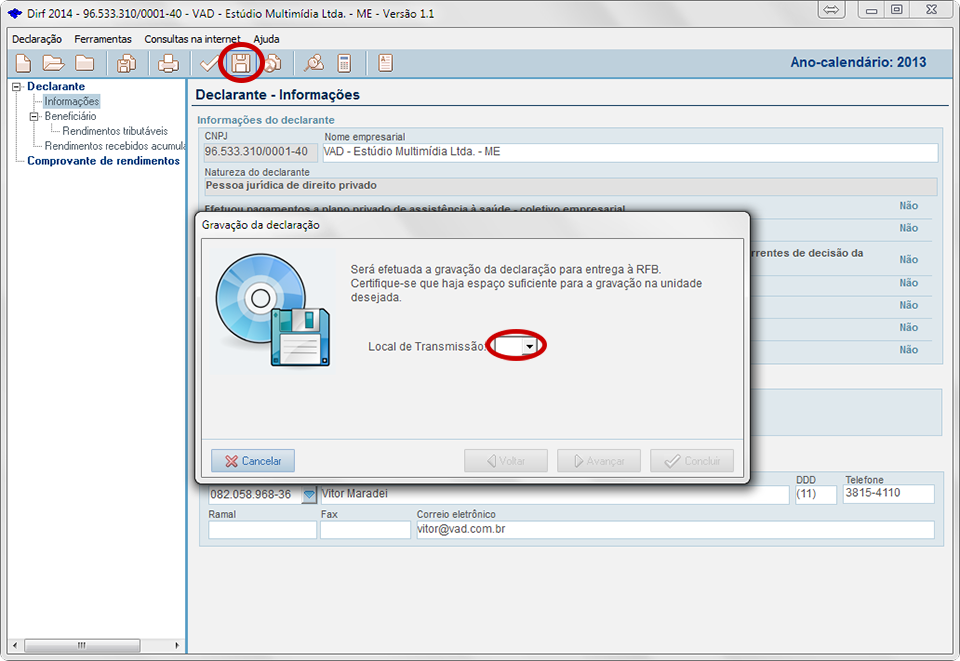 Dirf 2014 - 96.533.310/0001-40 - VAD - Estúdio Multimídia Ltda. - ME - Versão 1.1
Declaração Ferramentas Consultas na internet Ajuda
Ano-calendário: 2013
Declarante
Informações
Beneficiário
Rendimentos tributáveis
Rendimentos recebidos acumula
Comprovante de rendimentos
Declarante - Informações
Informações do declarante
CNPJ Nome empresarial
96.533.310/0001-40 VAD - Estúdio Multimídia Ltda. - ME
Natureza do declarante
Pessoa jurídica de direito privado
Efetuou pagamentos a plano privado de assistência à saúde - coletivo empresarial Não
Não
rrentes de decisão da
Não
Não
Não
Não
Não
Gravação da declaração
Será efetuada a gravação da declaração para entrega à RFB.
Certifique-se que haja espaço suficiente para a gravação na unidade
desejada.
Local de Transmissão:
Cancelar Voltar Avançar Concluir
DDD Telefone
082.058.968-36 Vitor Maradei (11) 3815-4110
Ramal Fax Correio eletrônico
vitor@vad.com.br